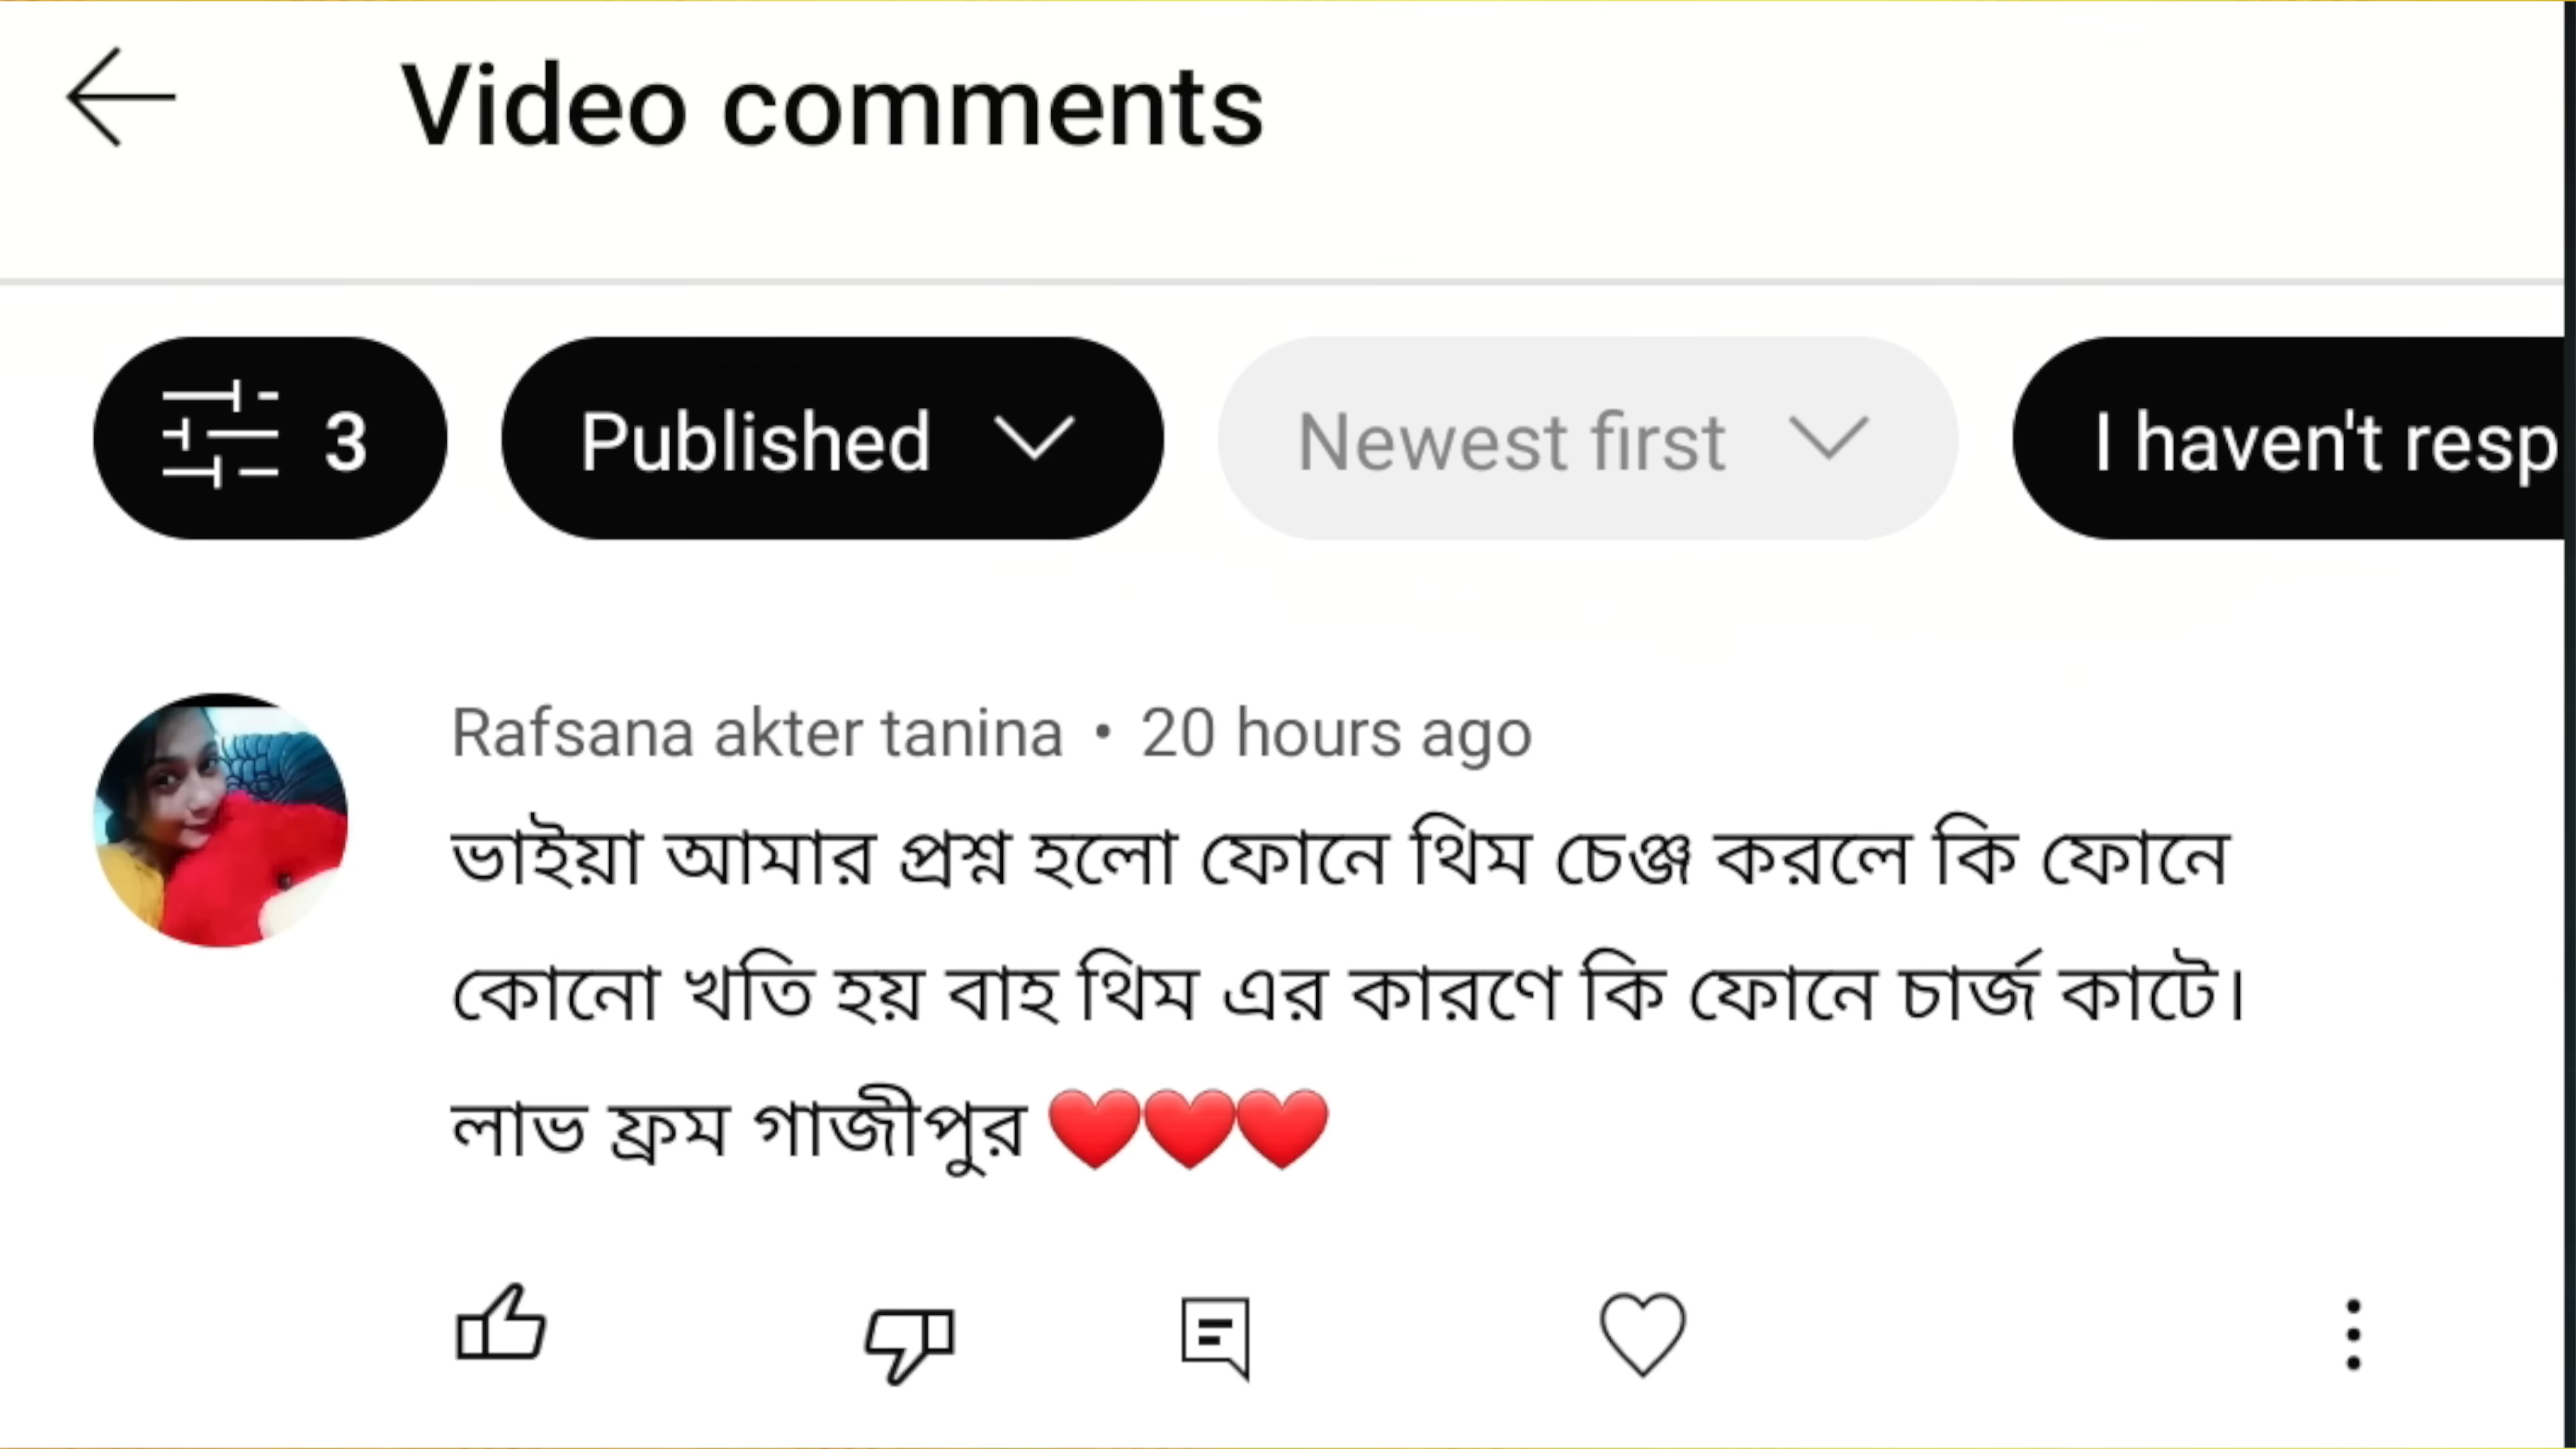 Video comments
3 Published Newest first I haven't resp
Rafsana akter tanina • 20 hours ago
ভাইয়া আমার প্রশ্ন হলো ফোনে থিম চেঞ্জ করলে কি ফোনে
কোনো খতি হয় বাহ থিম এর কারণে কি ফোনে চার্জ কাটে।
লাভ ফ্রম গাজীপুর ❤️❤️❤️